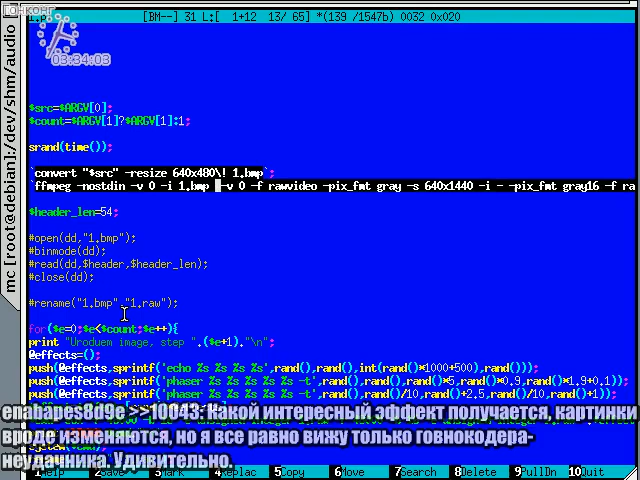 ГОНКОНГ
1.p [BM--] 31 L:[ 1+12 13/ 65] *(139 /1547b) 0032 0x020
03:34:03
mc [root@debian]:/dev/shm/audio
$src=$ARGV[0];
$count=$ARGV[1]?$ARGV[1]:1;
srand(time());
`convert "$src" -resize 640x480\! 1.bmp`;
`ffmpeg -nostdin -v 0 -i 1.bmp -v 0 -f rawvideo -pix_fmt gray -s 640x1440 -i - -pix_fmt gray16 -f ra
$header_len=54;
#open(dd,"1.bmp");
#binmode(dd);
#read(dd,$header,$header_len);
#close(dd);
#rename("1.bmp","1.raw");
for($e=0;$e<$count;$e++){
print "Uroduem image, step ".($e+1)."\n";
@effects=();
push(@effects,sprintf('echo %s %s %s %s',rand(),rand(),int(rand()*1000+500),rand()));
push(@effects,sprintf('phaser %s %s %s %s %s -t',rand(),rand(),rand()*5,rand()*0.9,rand()*1.9+0.1));
push(@effects,sprintf('phaser %s %s %s %s %s -t',rand(),rand()/10,rand()+2.5,rand()/10,rand()+1));
enabapes8d9e >>10043: Какой интересный эффект получается, картинки
вроде изменяются, но я все равно вижу только говнокодера-
неудачника. Удивительно.
4Replac 5Copy 6Move 7Search 8Delete 9PullDn 10Quit